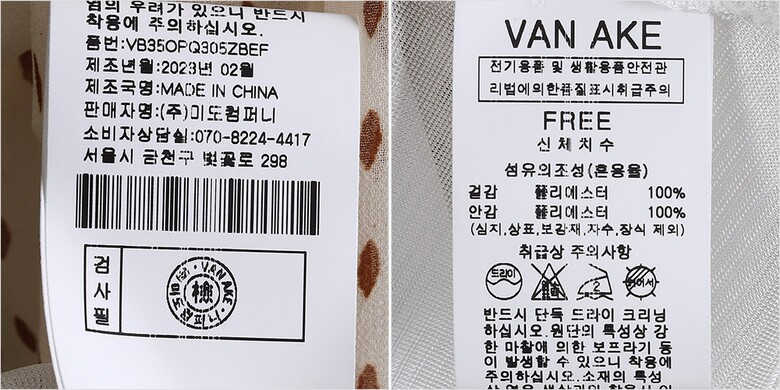 염의 우려가 있으니 반드시
착용에 주의하십시오.
품번:VB35OPQ305ZBEF
제조년월:2023년 02월
제조국명:MADE IN CHINA
판매자명:(주)미도컴퍼니
소비자상담실:070-8224-4417
서울시 금천구 벚꽃로 298
검사필
VAN AKE
檢
미도컴퍼니
VAN AKE
전기용품 및 생활용품안전관
리법에의한품질표시취급주의
FREE
신체치수
섬유의조성(혼용율)
겉감 폴리에스터 100%
안감 폴리에스터 100%
(심지,상표,보강재,자수,장식 제외)
취급상 주의사항
드라이
2
반드시 단독 드라이 크리닝
하십시오.원단의 특성상 강
한 마찰에 의한 보프라기 등
이 발생할 수 있으니 착용에
주의하십시오.소재의 특성